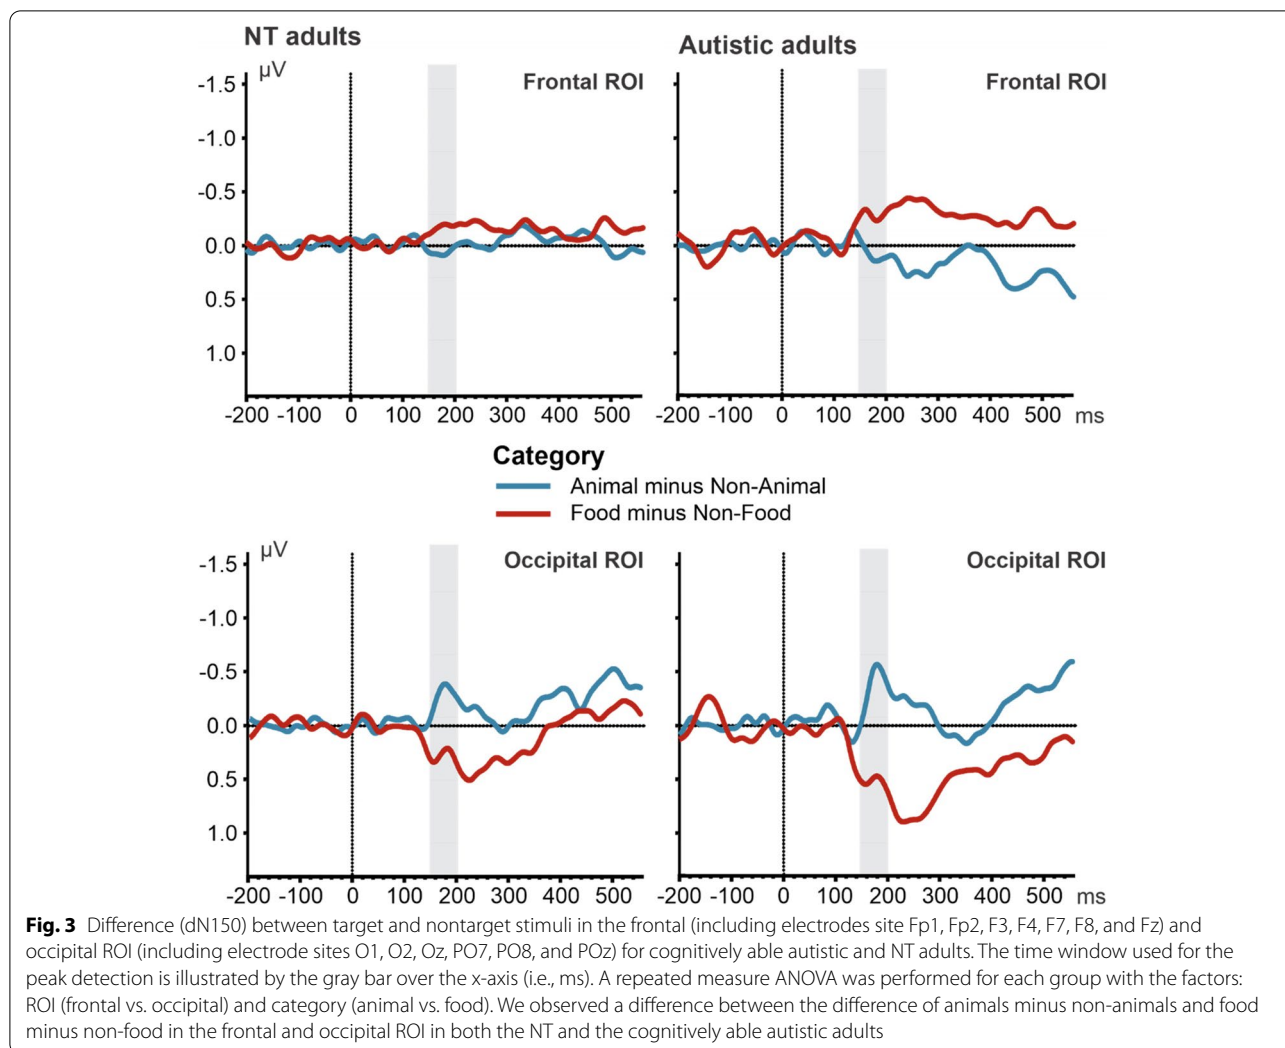 NT adults
Autistic adults
µV
Frontal ROI
Frontal ROI
-1.5
-1.0
-0.5
0.0
0.5
1.0
-200 -100 0 100 200 300 400 500
-200 -100 0 100 200 300 400 500 ms
Category
Animal minus Non-Animal
Food minus Non-Food
µV
Occipital ROI
Occipital ROI
-1.5
-1.0
-0.5
0.0
0.5
1.0
-200 -100 0 100 200 300 400 500
-200 -100 0 100 200 300 400 500 ms
Fig. 3 Difference (dN150) between target and nontarget stimuli in the frontal (including electrodes site Fp1, Fp2, F3, F4, F7, F8, and Fz) and
occipital ROI (including electrode sites O1, O2, Oz, PO7, PO8, and POz) for cognitively able autistic and NT adults. The time window used for the
peak detection is illustrated by the gray bar over the x-axis (i.e., ms). A repeated measure ANOVA was performed for each group with the factors:
ROI (frontal vs. occipital) and category (animal vs. food). We observed a difference between the difference of animals minus non-animals and food
minus non-food in the frontal and occipital ROI in both the NT and the cognitively able autistic adults